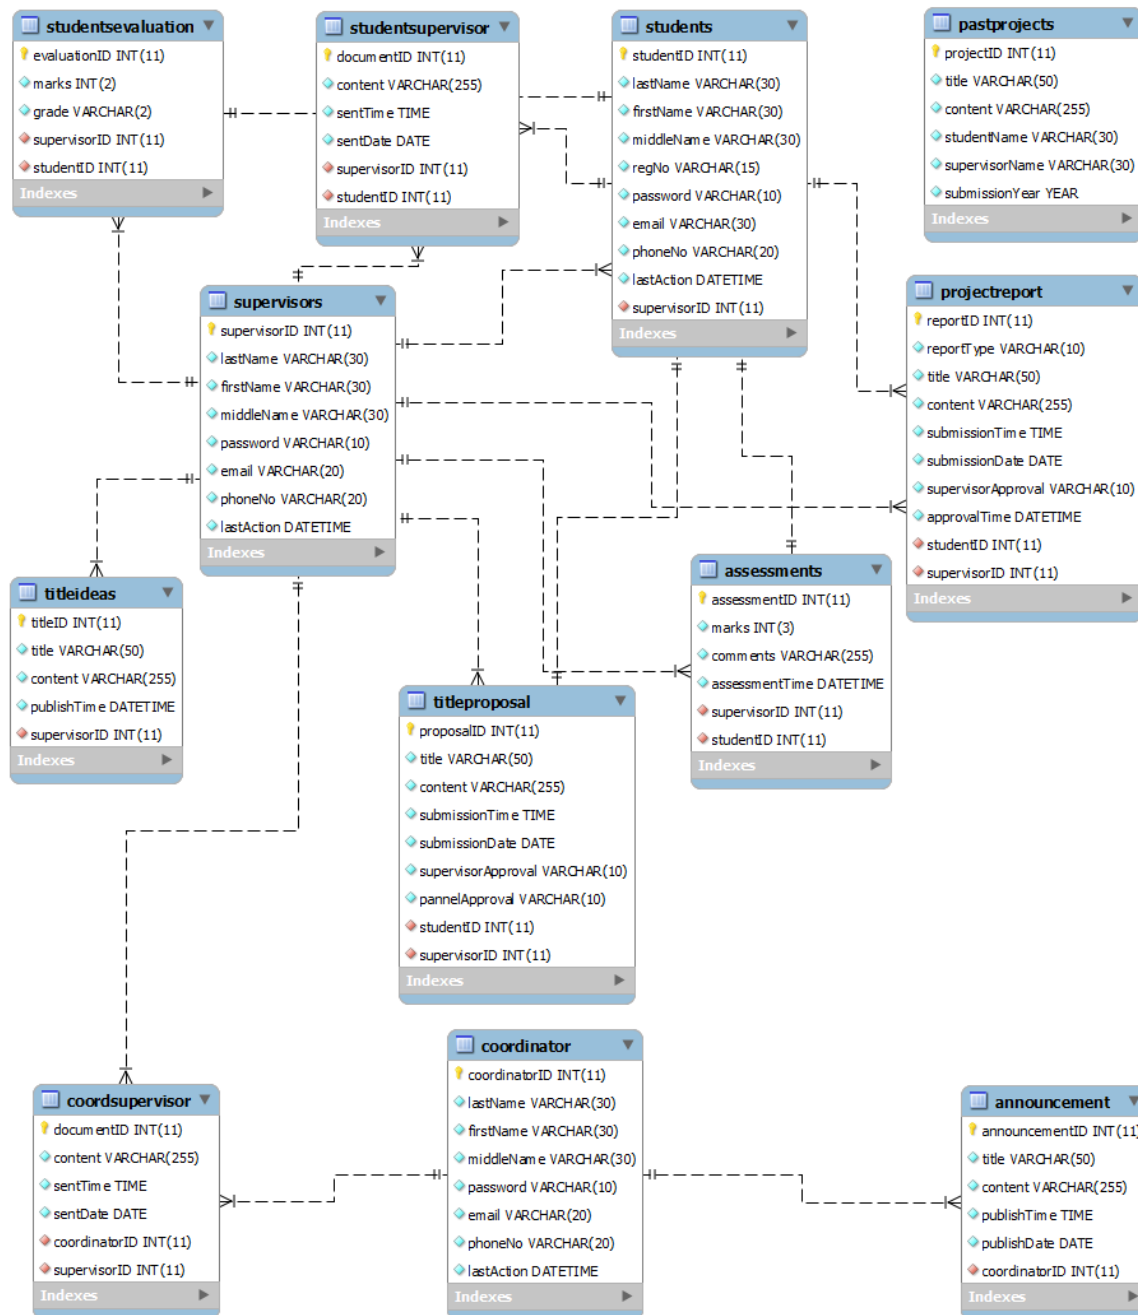 studentsevaluation
evaluationID INT(11)
marks INT(2)
grade VARCHAR(2)
supervisorID INT(11)
studentID INT(11)
Indexes
studentsupervisor
documentID INT(11)
content VARCHAR(255)
sentTime TIME
sentDate DATE
supervisorID INT(11)
studentID INT(11)
Indexes
students
studentID INT(11)
lastName VARCHAR(30)
firstName VARCHAR(30)
middleName VARCHAR(30)
regNo VARCHAR(15)
password VARCHAR(10)
email VARCHAR(30)
phoneNo VARCHAR(20)
lastAction DATETIME
supervisorID INT(11)
Indexes
pastprojects
projectID INT(11)
title VARCHAR(50)
content VARCHAR(255)
studentName VARCHAR(30)
supervisorName VARCHAR(30)
submissionYear YEAR
Indexes
supervisors
supervisorID INT(11)
lastName VARCHAR(30)
firstName VARCHAR(30)
middleName VARCHAR(30)
password VARCHAR(10)
email VARCHAR(20)
phoneNo VARCHAR(20)
lastAction DATETIME
Indexes
projectreport
reportID INT(11)
reportType VARCHAR(10)
title VARCHAR(50)
content VARCHAR(255)
submissionTime TIME
submissionDate DATE
supervisorApproval VARCHAR(10)
approvalTime DATETIME
studentID INT(11)
supervisorID INT(11)
Indexes
titleideas
titleID INT(11)
title VARCHAR(50)
content VARCHAR(255)
publishTime DATETIME
supervisorID INT(11)
Indexes
assessments
assessmentID INT(11)
marks INT(3)
comments VARCHAR(255)
assessmentTime DATETIME
supervisorID INT(11)
studentID INT(11)
Indexes
titleproposal
proposalID INT(11)
title VARCHAR(50)
content VARCHAR(255)
submissionTime TIME
submissionDate DATE
supervisorApproval VARCHAR(10)
pannelApproval VARCHAR(10)
studentID INT(11)
supervisorID INT(11)
Indexes
coordsupervisor
documentID INT(11)
content VARCHAR(255)
sentTime TIME
sentDate DATE
coordinatorID INT(11)
supervisorID INT(11)
Indexes
coordinator
coordinatorID INT(11)
lastName VARCHAR(30)
firstName VARCHAR(30)
middleName VARCHAR(30)
password VARCHAR(10)
email VARCHAR(20)
phoneNo VARCHAR(20)
lastAction DATETIME
Indexes
announcement
announcementID INT(11)
title VARCHAR(50)
content VARCHAR(255)
publishTime TIME
publishDate DATE
coordinatorID INT(11)
Indexes